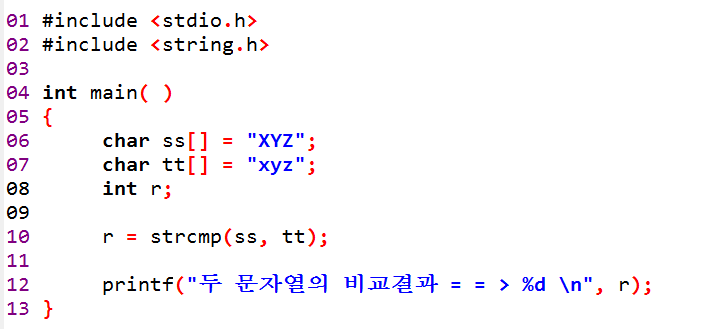 01 #include <stdio.h>
02 #include <string.h>
03
04 int main( )
05 {
06 char ss[] = "XYZ";
07 char tt[] = "xyz";
08 int r;
09
10 r = strcmp(ss, tt);
11
12 printf("두 문자열의 비교결과 = = > %d \n", r);
13 }